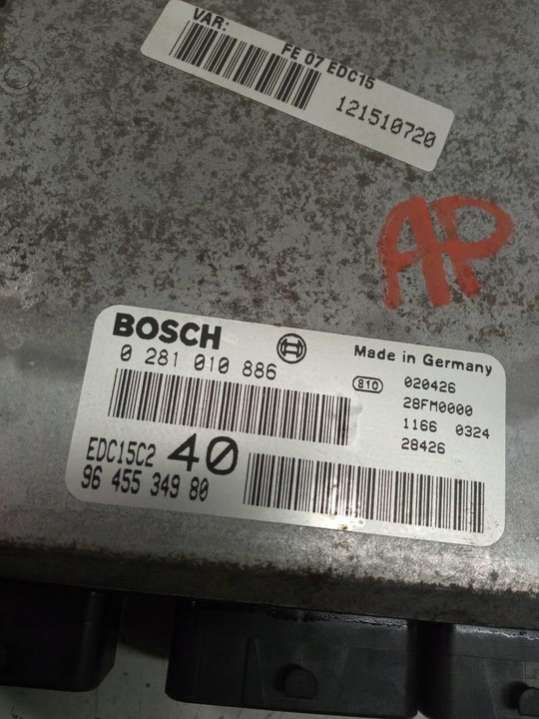 VAR:
FE 07 EDC15
121510720
AP
BOSCH
0 281 010 886
Made in Germany
810
020426
28FM0000
1166 0324
28426
EDC15C2 40
96 455 349 80